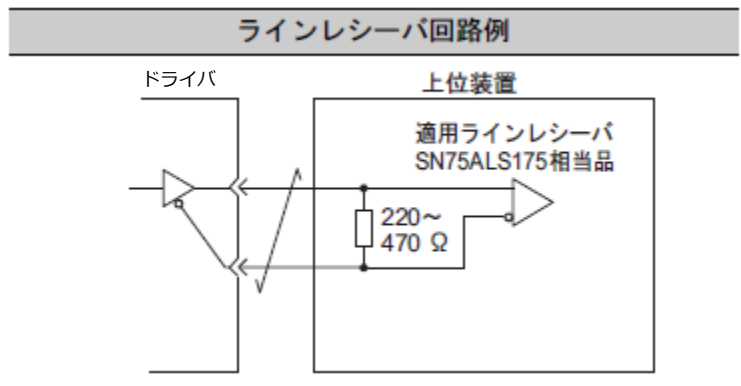 ラインレシーバ回路例
ドライバ
上位装置
適用ラインレシーバ
SN75ALS175相当品
220～
470 Ω